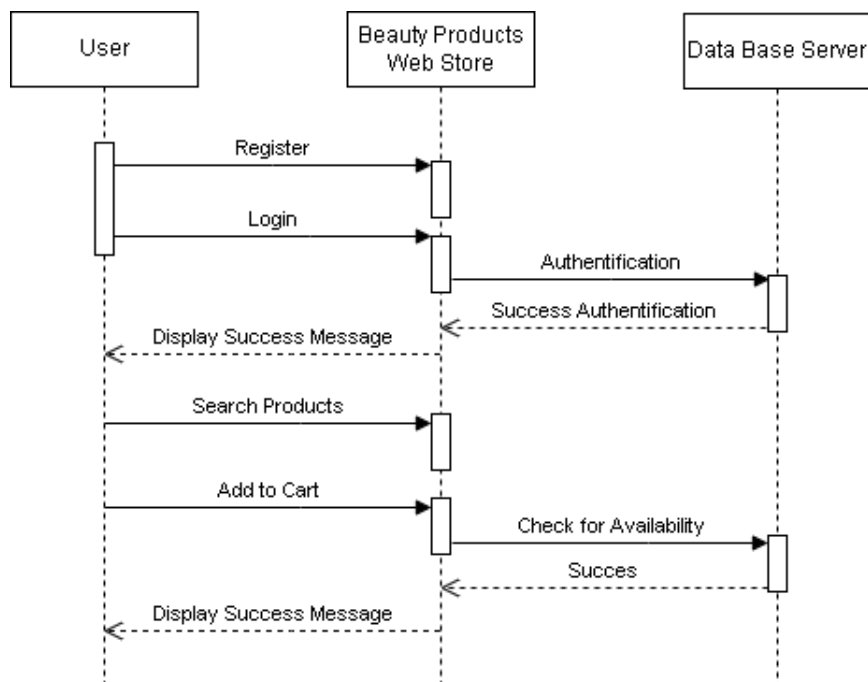 User
Beauty Products
Web Store
Data Base Server
Register
Login
Authentification
Success Authentification
Display Success Message
Search Products
Add to Cart
Check for Availability
Succes
Display Success Message